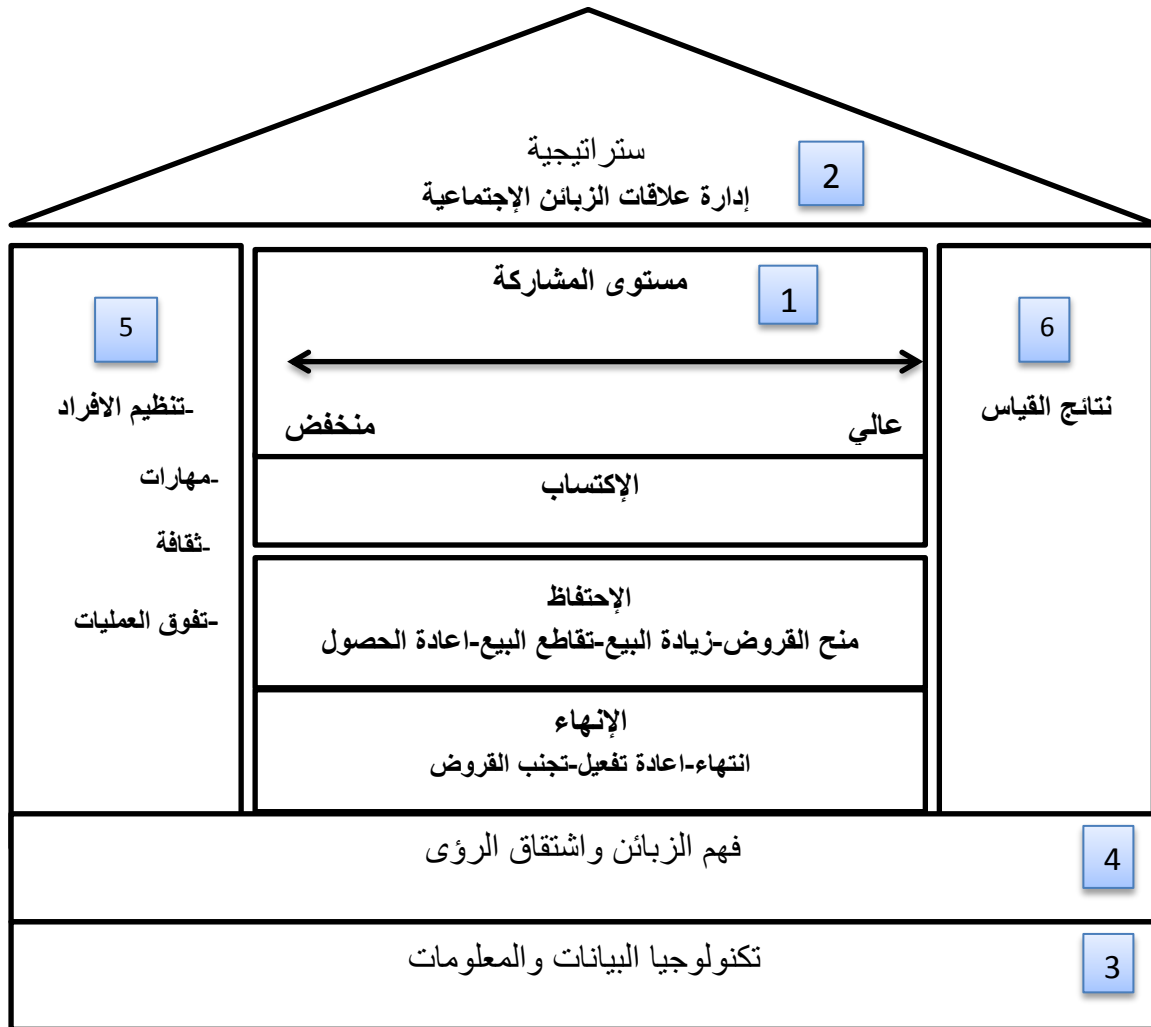 ستراتيجية
إدارة علاقات الزبائن الإجتماعية
2
مستوى المشاركة
1
عالي
منخفض
الإكتساب
الإحتفاظ
منح القروض-زيادة البيع-تقاطع البيع-اعادة الحصول
الإنهاء
انتهاء-اعادة تفعيل-تجنب القروض
6
نتائج القياس
5
-تنظيم الافراد
-مهارات
-ثقافة
-تفوق العمليات
فهم الزبائن واشتقاق الرؤى
4
تكنولوجيا البيانات والمعلومات
3